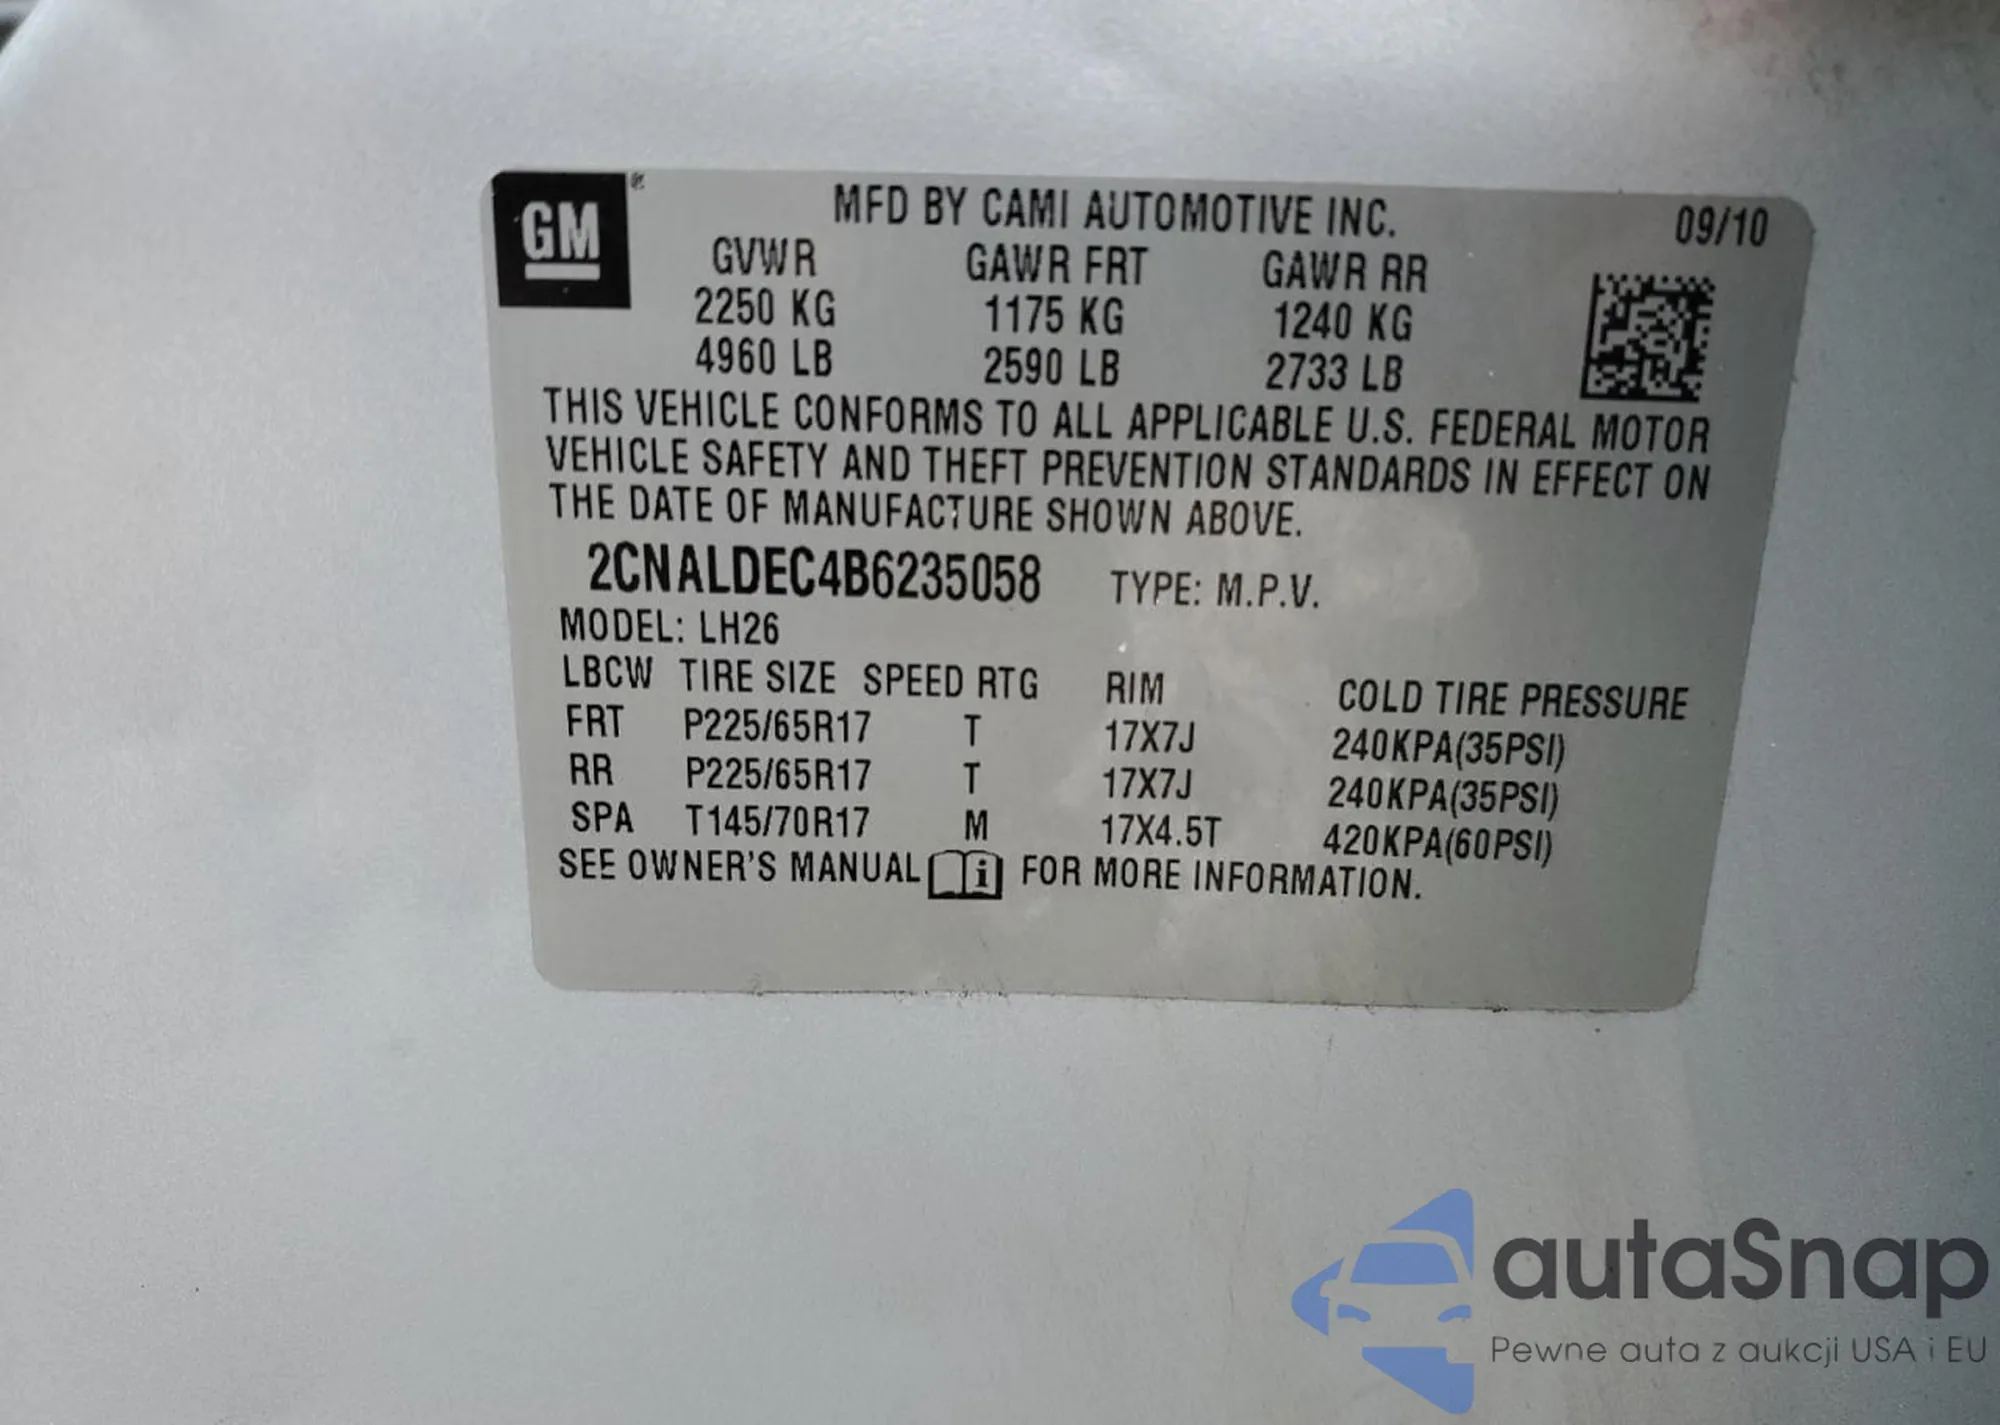 GM®
MFD BY CAMI AUTOMOTIVE INC. 09/10
GVWR GAWR FRT GAWR RR
2250 KG 1175 KG 1240 KG
4960 LB 2590 LB 2733 LB
THIS VEHICLE CONFORMS TO ALL APPLICABLE U.S. FEDERAL MOTOR
VEHICLE SAFETY AND THEFT PREVENTION STANDARDS IN EFFECT ON
THE DATE OF MANUFACTURE SHOWN ABOVE.
2CNALDEC4B6235058 TYPE: M.P.V.
MODEL: LH26
LBCW TIRE SIZE SPEED RTG RIM COLD TIRE PRESSURE
FRT P225/65R17 T 17X7J 240KPA(35PSI)
RR P225/65R17 T 17X7J 240KPA(35PSI)
SPA T145/70R17 M 17X4.5T 420KPA(60PSI)
SEE OWNER'S MANUAL i FOR MORE INFORMATION.
autaSnap
Pewne auta z aukcji USA i EU